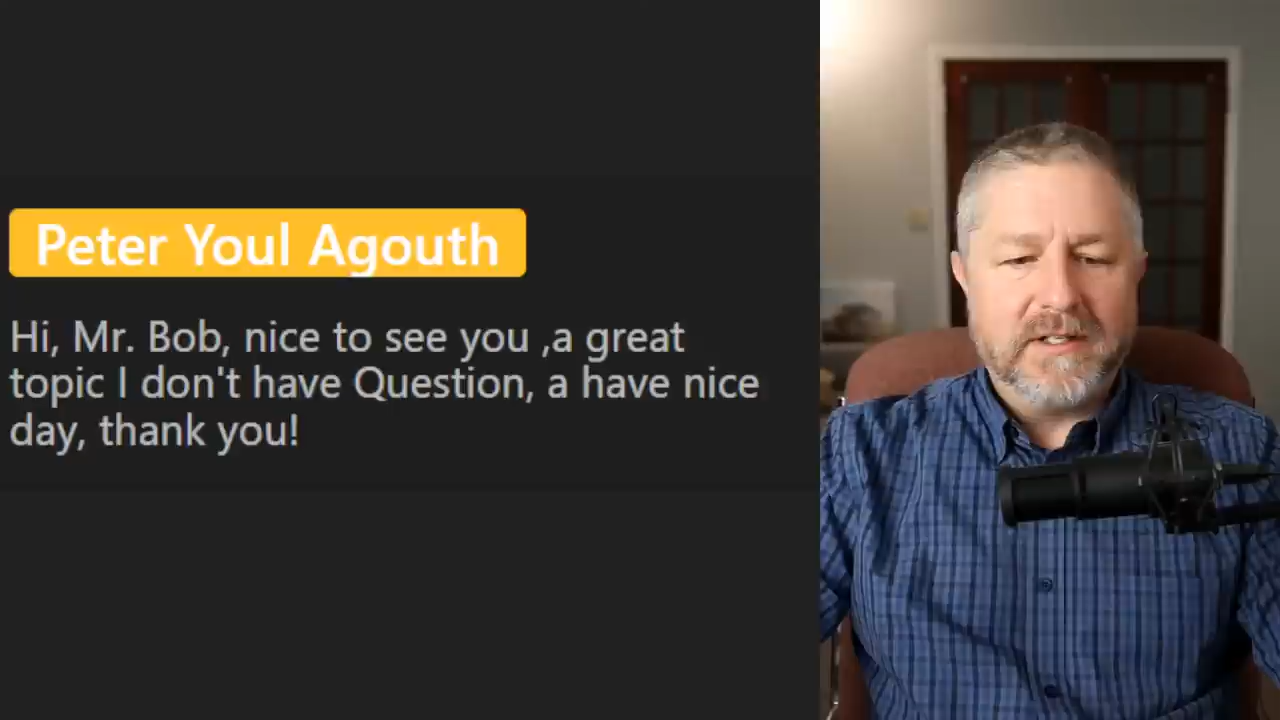 Peter Youl Agouth
Hi, Mr. Bob, nice to see you ,a great
topic I don't have Question, a have nice
day, thank you!